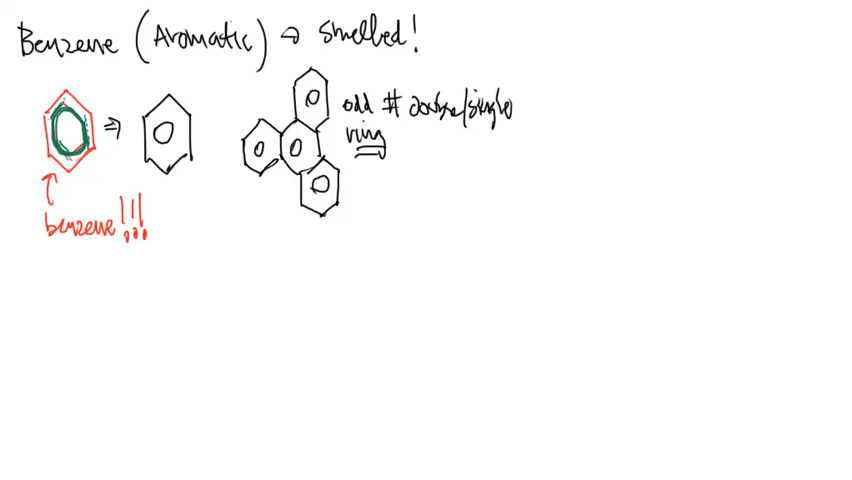 Benzene (Aromatic) → smelled!
odd # double/single
ring
benzene!!!